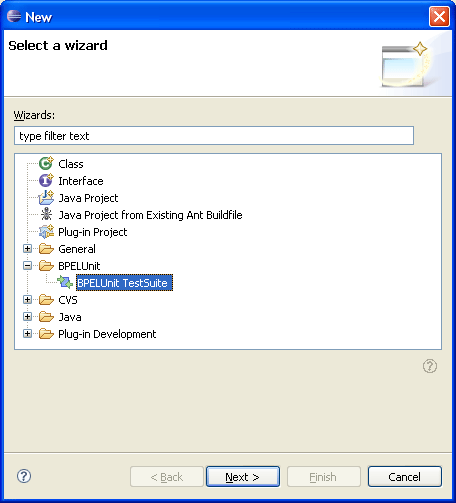 New
Select a wizard
Wizards:
type filter text
Class
Interface
Java Project
Java Project from Existing Ant Buildfile
Plug-in Project
General
BPELUnit
BPELUnit TestSuite
CVS
Java
Plug-in Development
< Back Next > Finish Cancel